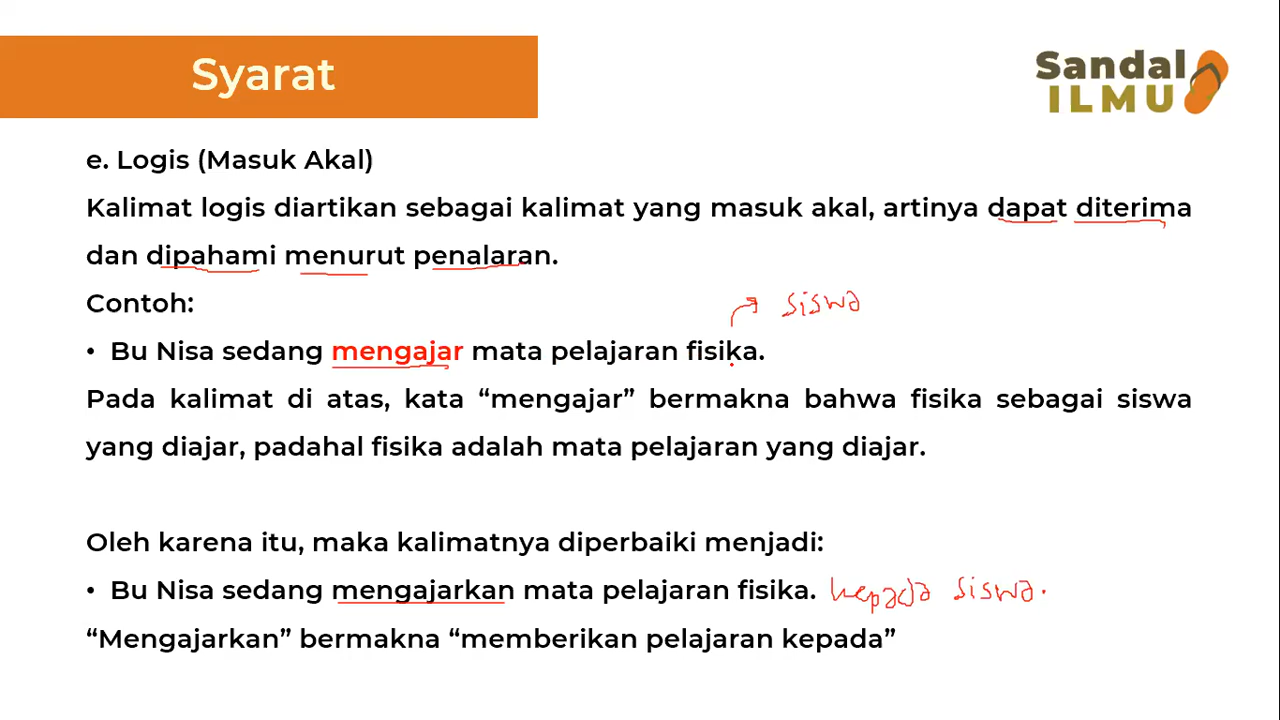 Syarat
Sandal
ILMU
e. Logis (Masuk Akal)
Kalimat logis diartikan sebagai kalimat yang masuk akal, artinya dapat diterima
dan dipahami menurut penalaran.
Contoh:
siswa
• Bu Nisa sedang mengajar mata pelajaran fisika.
Pada kalimat di atas, kata “mengajar” bermakna bahwa fisika sebagai siswa
yang diajar, padahal fisika adalah mata pelajaran yang diajar.
Oleh karena itu, maka kalimatnya diperbaiki menjadi:
• Bu Nisa sedang mengajarkan mata pelajaran fisika. kepada siswa.
“Mengajarkan” bermakna “memberikan pelajaran kepada”